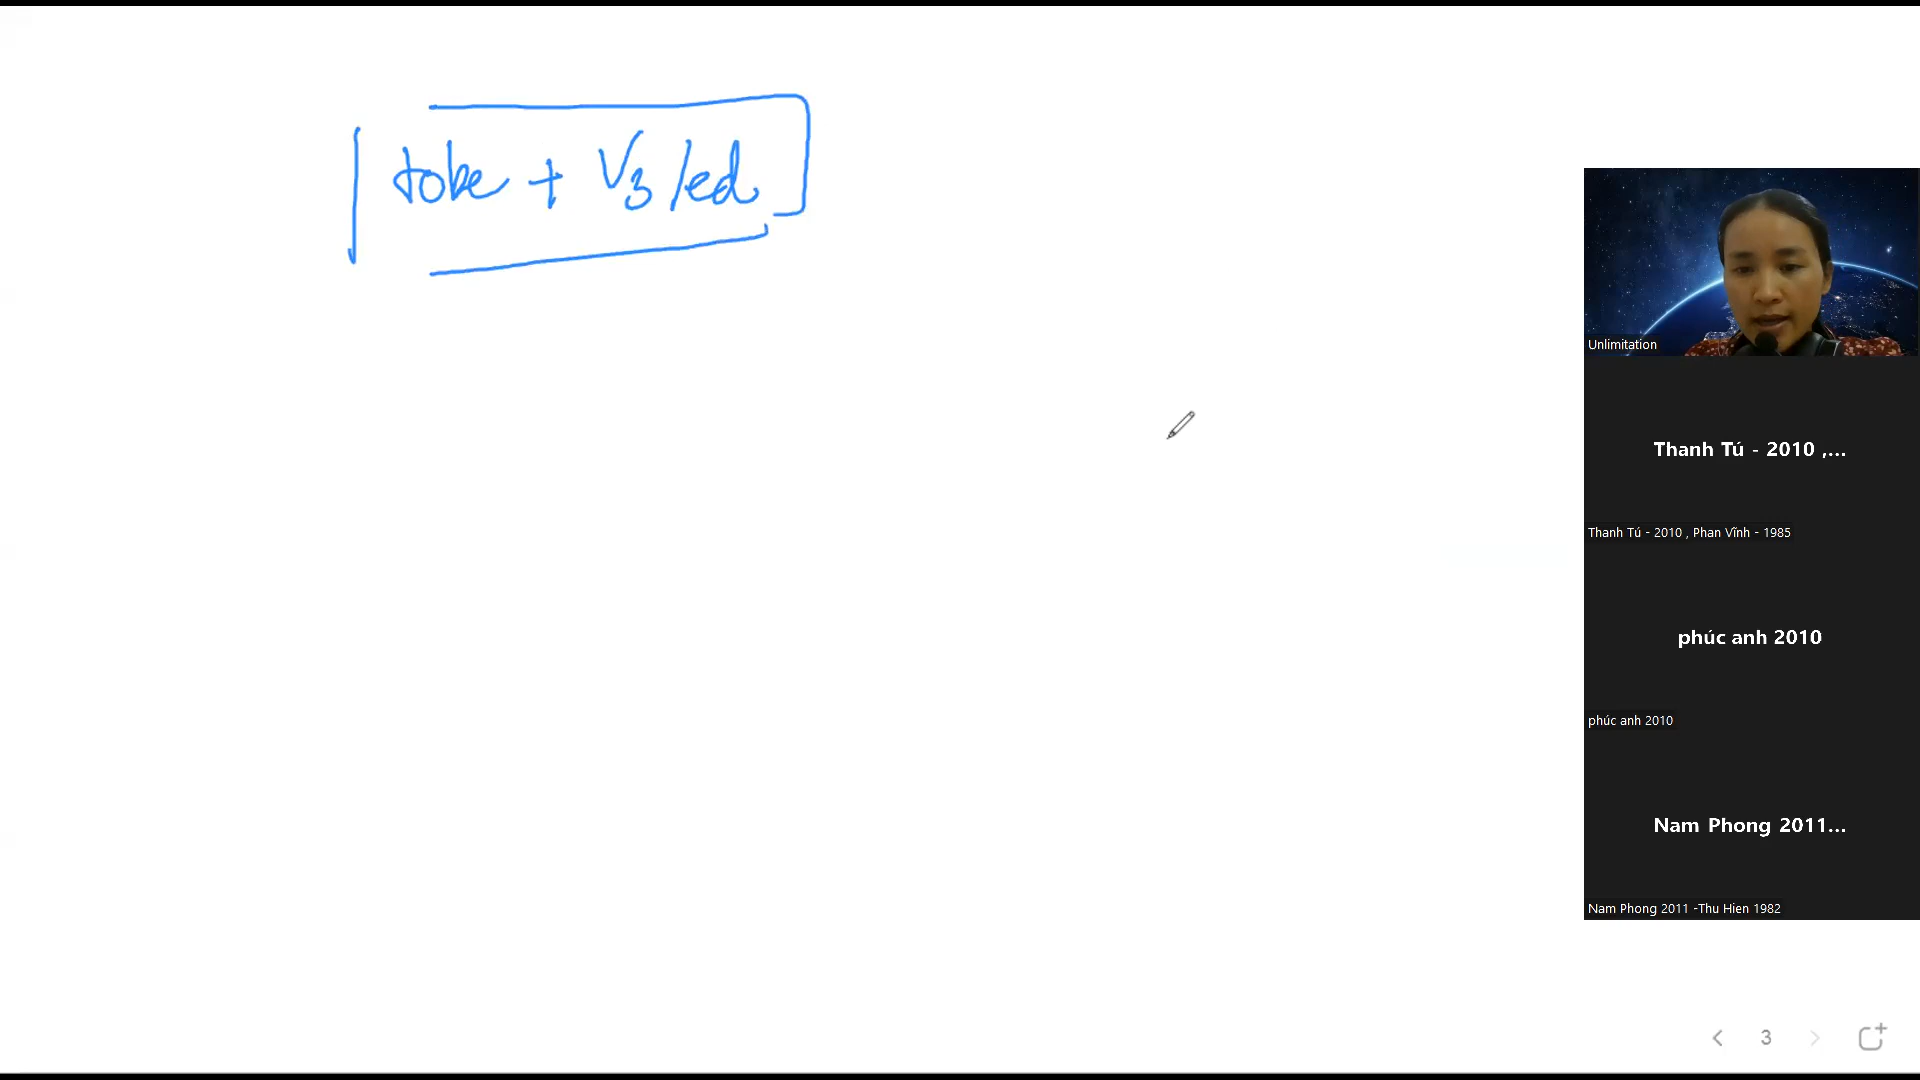 tobe + V3/ed
Unlimitation
Thanh Tú - 2010 ,...
Thanh Tú - 2010 , Phan Vĩnh - 1985
phúc anh 2010
phúc anh 2010
Nam Phong 2011...
Nam Phong 2011 -Thu Hien 1982
3